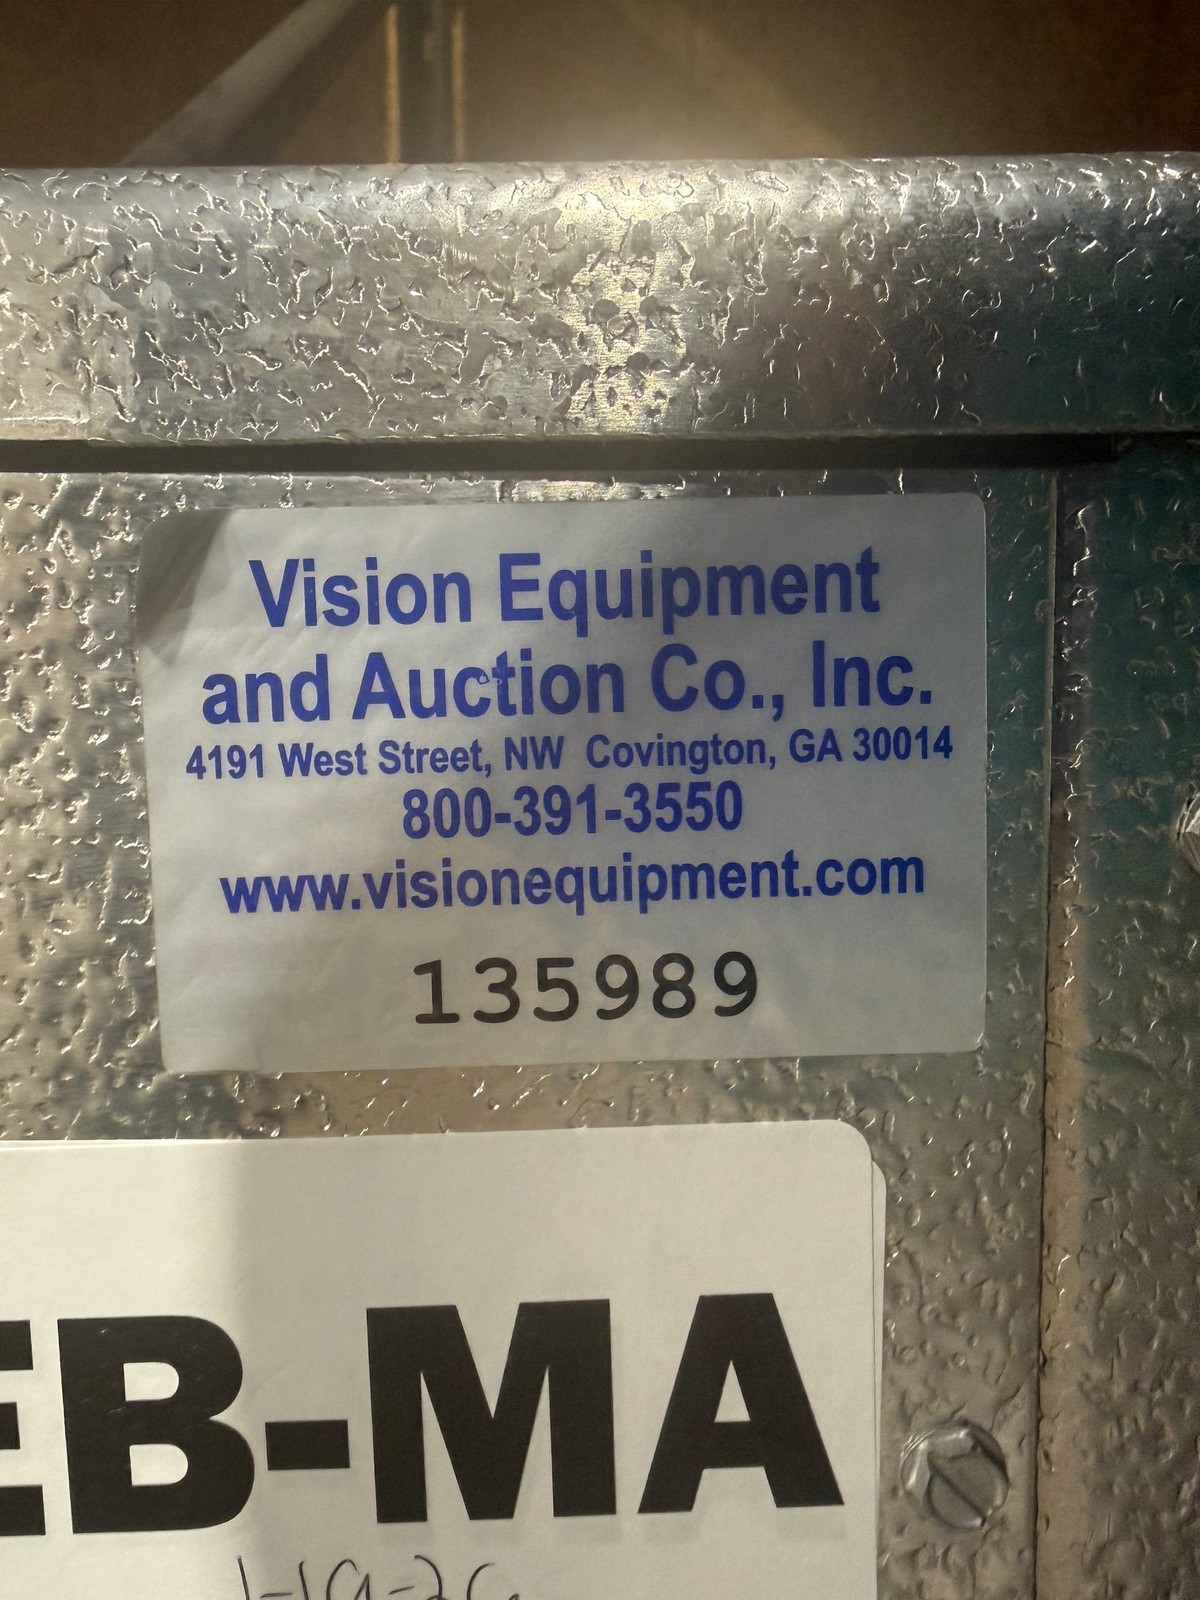 Vision Equipment
and Auction Co., Inc.
4191 West Street, NW Covington, GA 30014
800-391-3550
www.visionequipment.com
135989
EB-MA